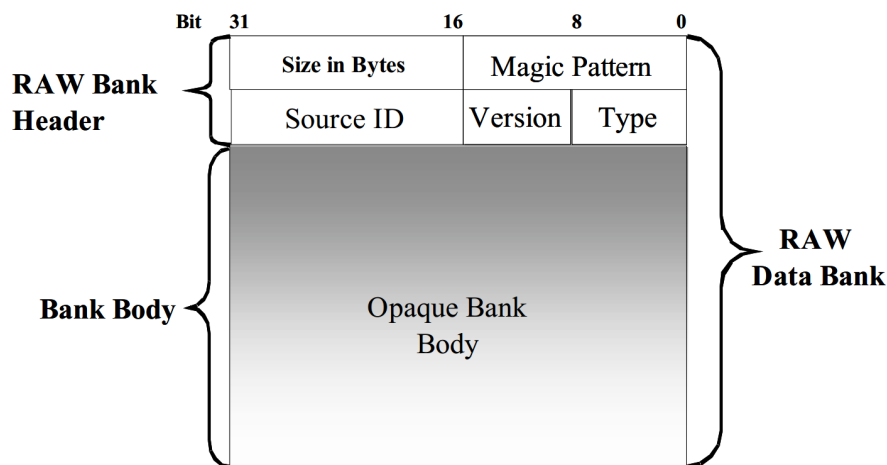 Bit 31 16 8 0
Size in Bytes Magic Pattern
RAW Bank
Header
Source ID Version Type
RAW
Data Bank
Bank Body
Opaque Bank
Body